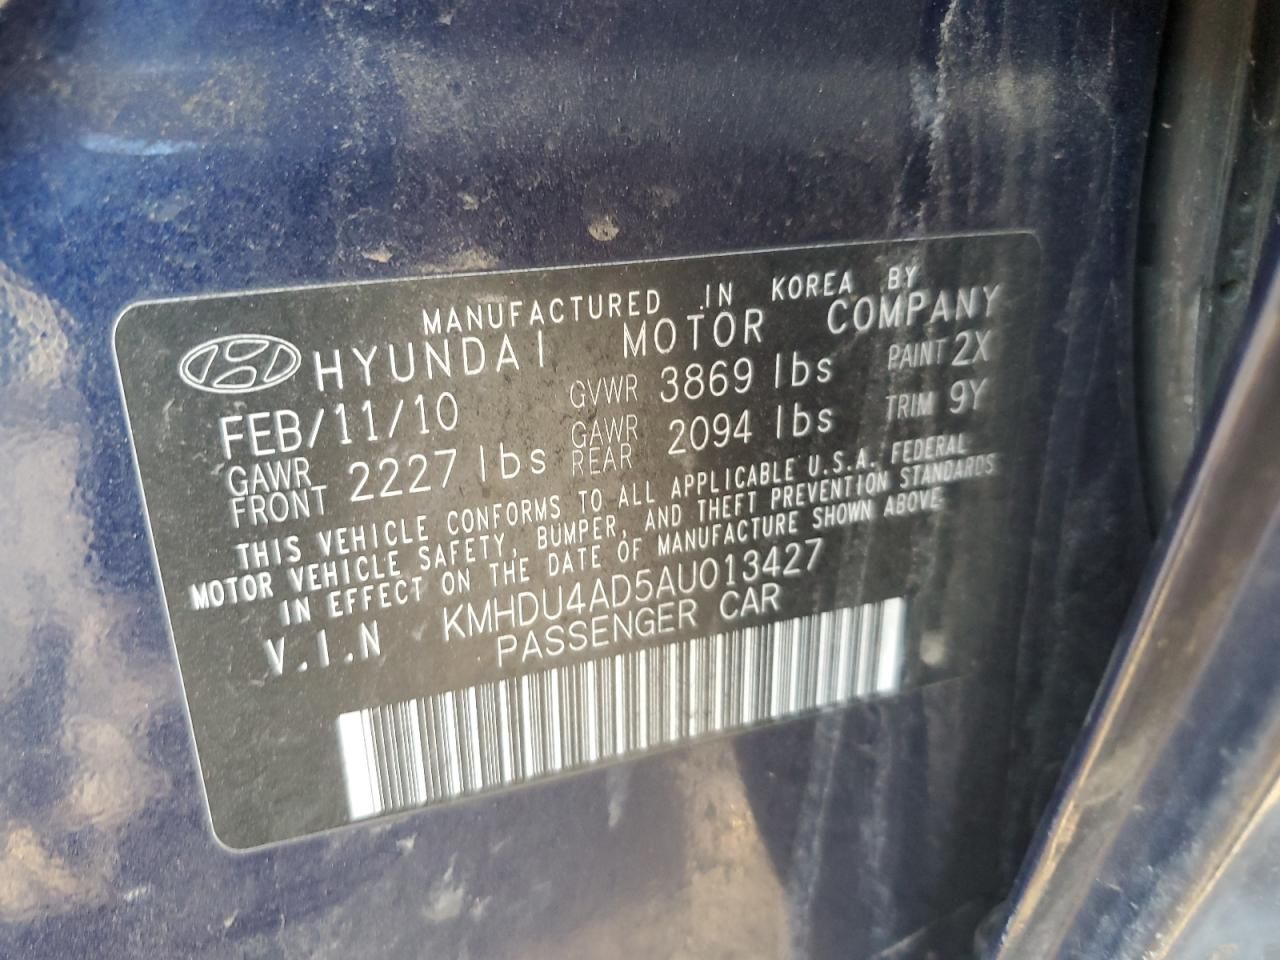 MANUFACTURED IN KOREA BY
HYUNDAI MOTOR COMPANY
FEB/11/10 GVWR 3869 lbs PAINT 2X
GAWR FRONT 2227 lbs GAWR REAR 2094 lbs TRIM 9Y
THIS VEHICLE CONFORMS TO ALL APPLICABLE U.S.A. FEDERAL
MOTOR VEHICLE SAFETY, BUMPER, AND THEFT PREVENTION STANDARDS
IN EFFECT ON THE DATE OF MANUFACTURE SHOWN ABOVE
V.I.N KMHDU4AD5AU013427
PASSENGER CAR